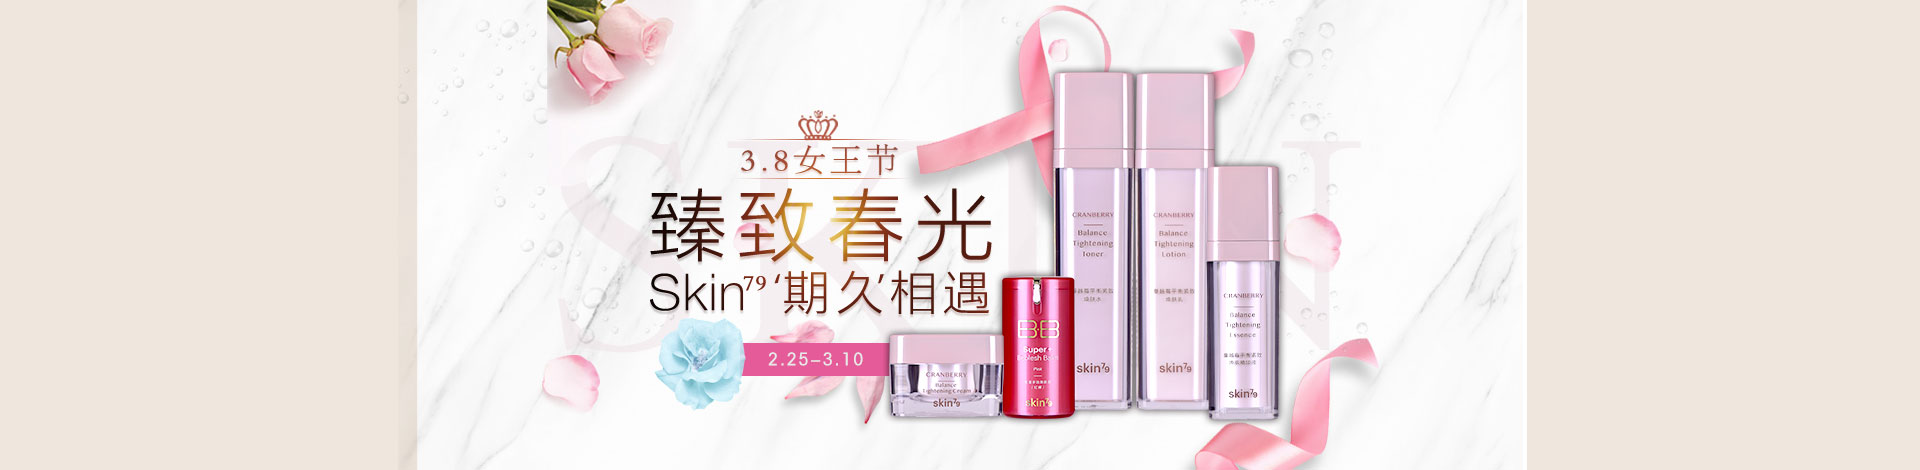 3.8女王节
臻致春光
Skin79 ‘期久’相遇
2.25-3.10
SKIN
CRANBERRY
Balance
Tightening
Toner
skin79
CRANBERRY
Balance
Tightening
Lotion
skin79
CRANBERRY
Balance
Tightening
Essence
skin79
CRANBERRY
Balance
Tightening Cream
skin79
B·B
Super+
Pink
skin79